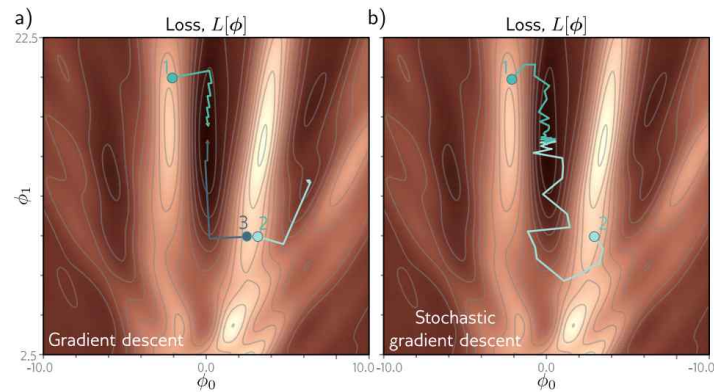 a)
Loss, L[ϕ]
22.5
1
3
2
Gradient descent
ϕ₁
2.5
-10.0
0.0
10.0
ϕ₀
b)
Loss, L[ϕ]
1
2
Stochastic
gradient descent
-10.0
0.0
10.0
ϕ₀